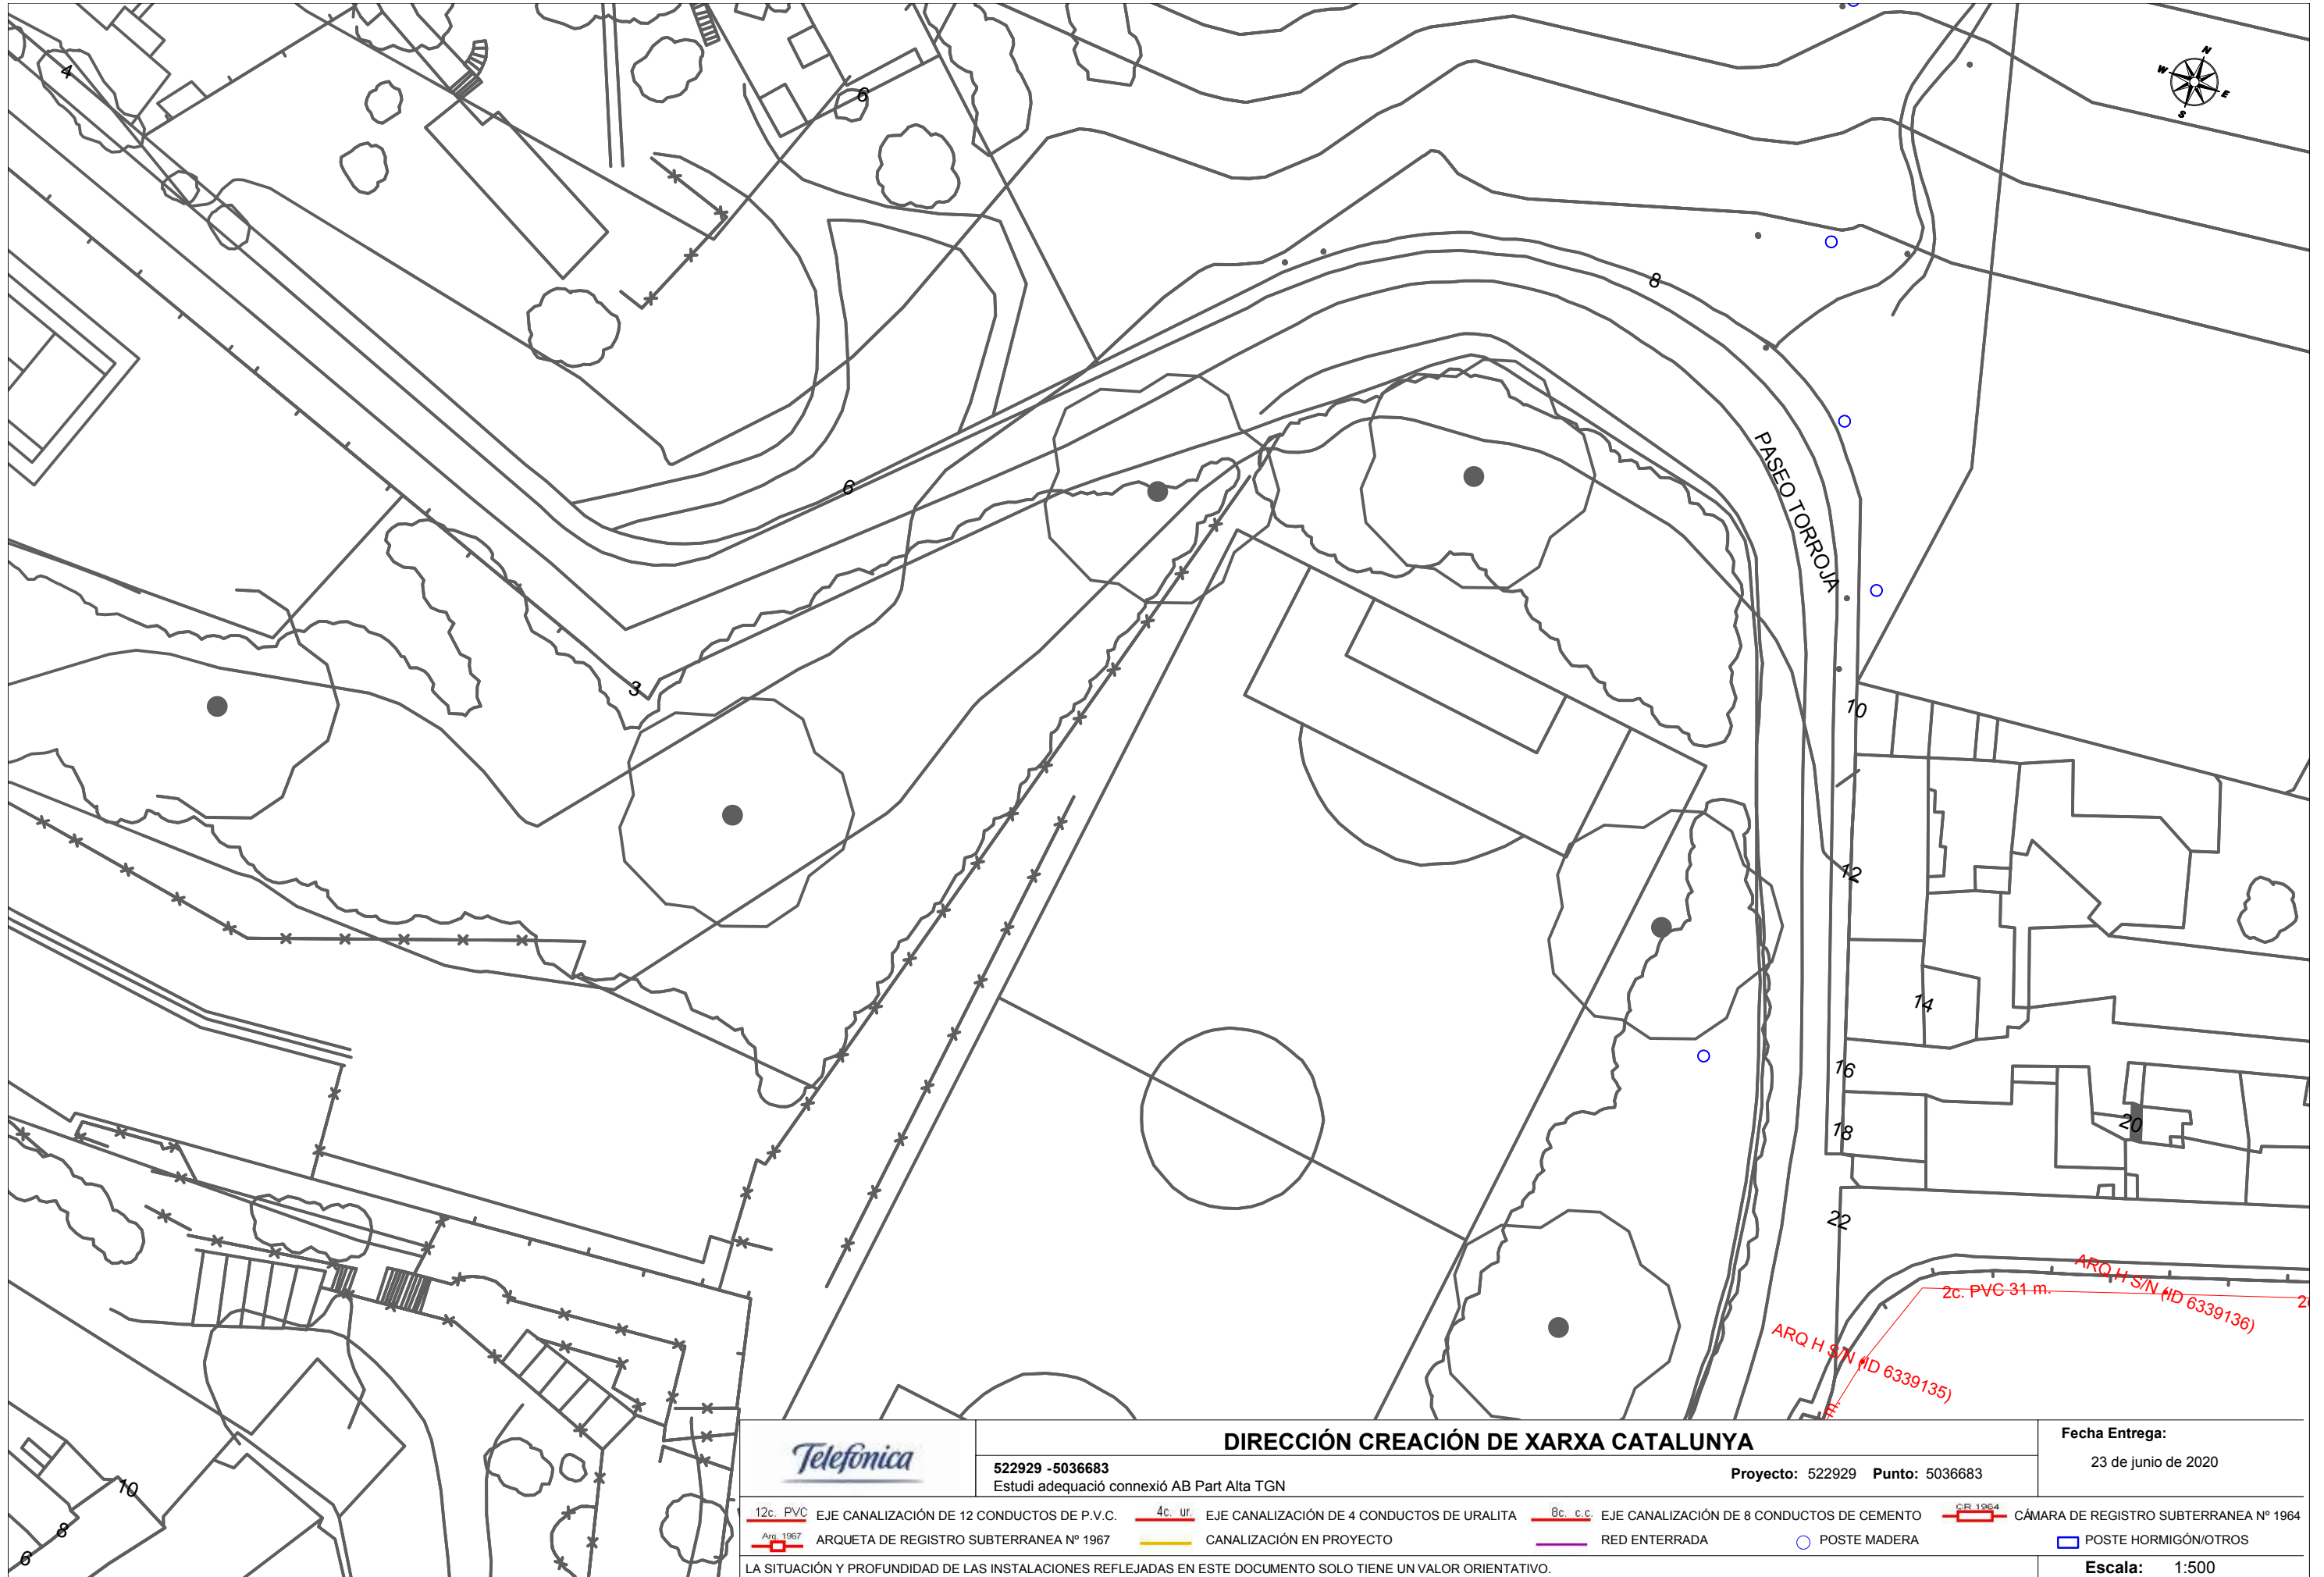 4
6
N
W
E
S
8
6
PASEO TORROJA
3
10
12
14
16
18
20
22
ARQ H S/N (ID 6339136)
2c. PVC 31 m.
ARQ H S/N (ID 6339135)
m.
10
8
6
Telefónica
DIRECCIÓN CREACIÓN DE XARXA CATALUNYA
Fecha Entrega:
23 de junio de 2020
522929 -5036683
Estudi adequació connexió AB Part Alta TGN
Proyecto: 522929 Punto: 5036683
12c. PVC EJE CANALIZACIÓN DE 12 CONDUCTOS DE P.V.C. 4c. ur. EJE CANALIZACIÓN DE 4 CONDUCTOS DE URALITA 8c. c.c. EJE CANALIZACIÓN DE 8 CONDUCTOS DE CEMENTO CR 1964 CÁMARA DE REGISTRO SUBTERRANEA Nº 1964
Arq. 1967 ARQUETA DE REGISTRO SUBTERRANEA Nº 1967 CANALIZACIÓN EN PROYECTO RED ENTERRADA POSTE MADERA POSTE HORMIGÓN/OTROS
LA SITUACIÓN Y PROFUNDIDAD DE LAS INSTALACIONES REFLEJADAS EN ESTE DOCUMENTO SOLO TIENE UN VALOR ORIENTATIVO.
Escala: 1:500